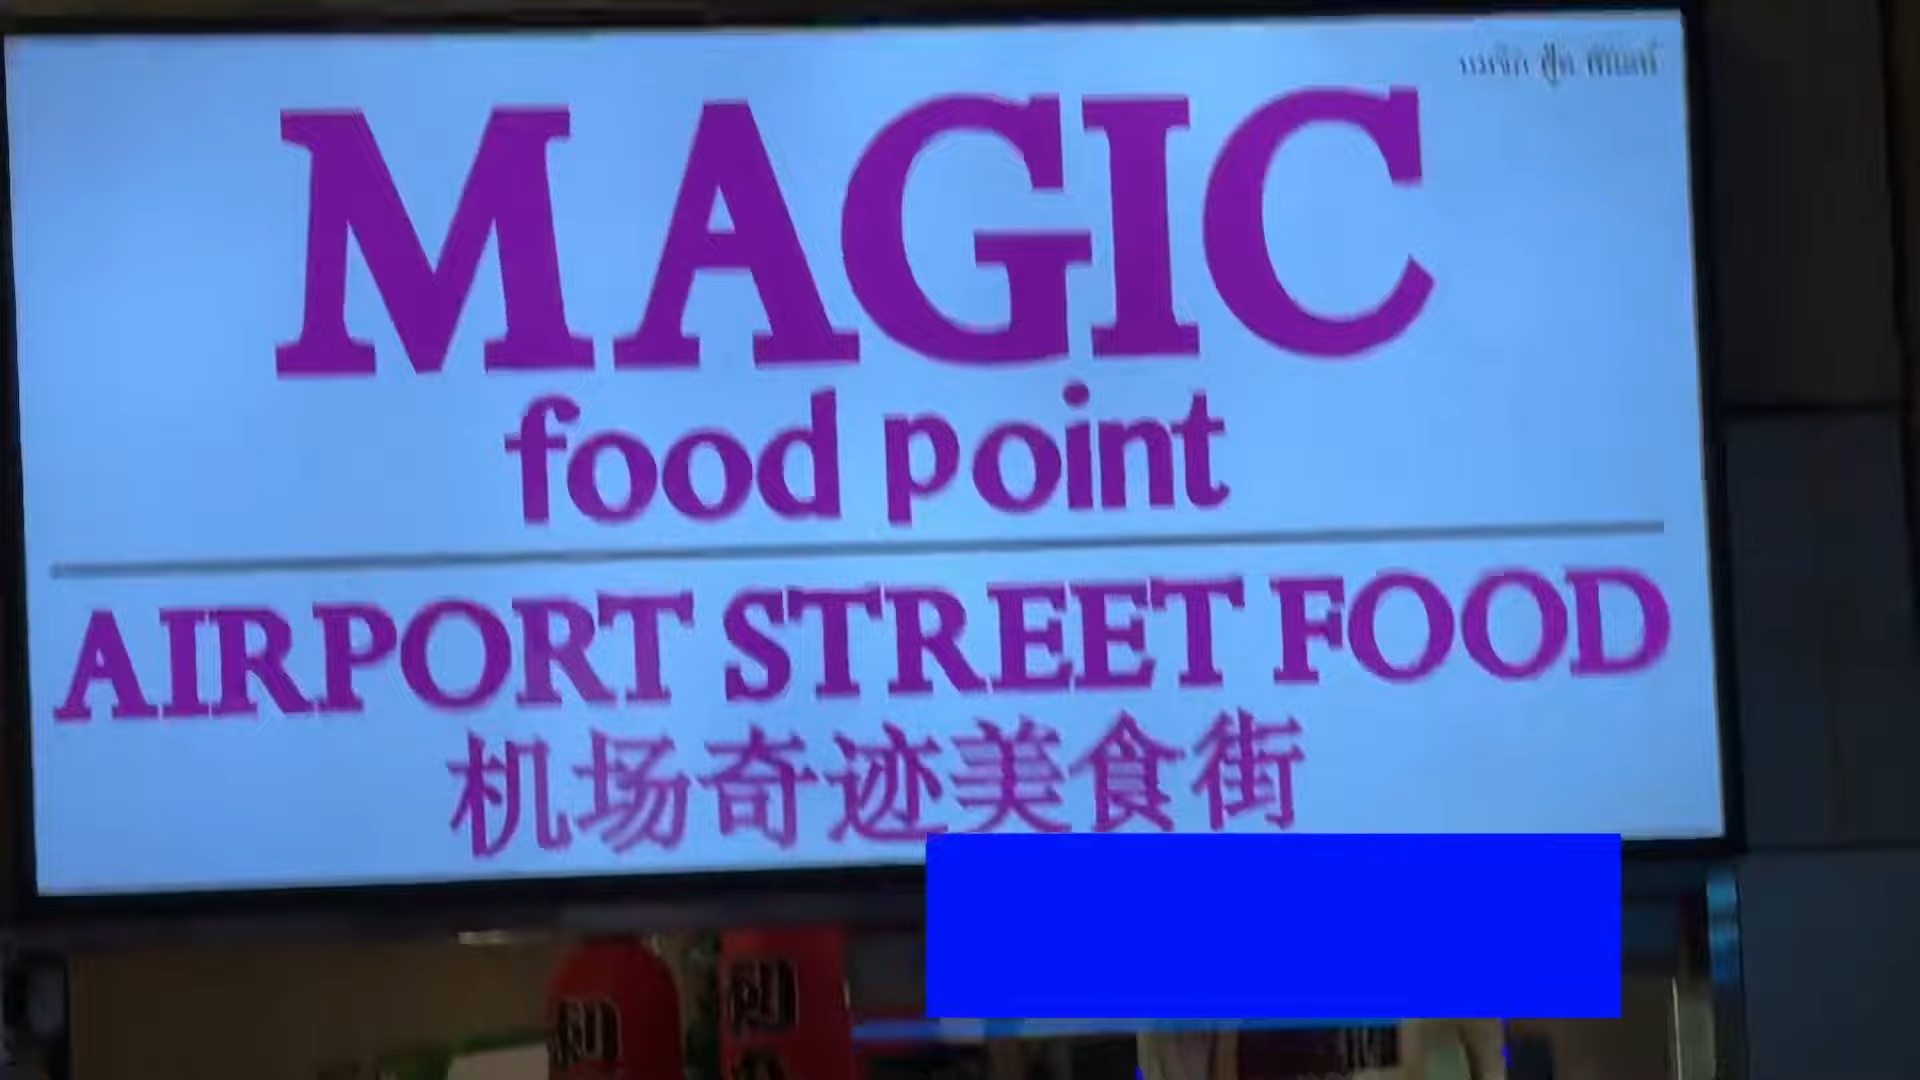 MAGIC
food point
AIRPORT STREET FOOD
机场奇迹美食街